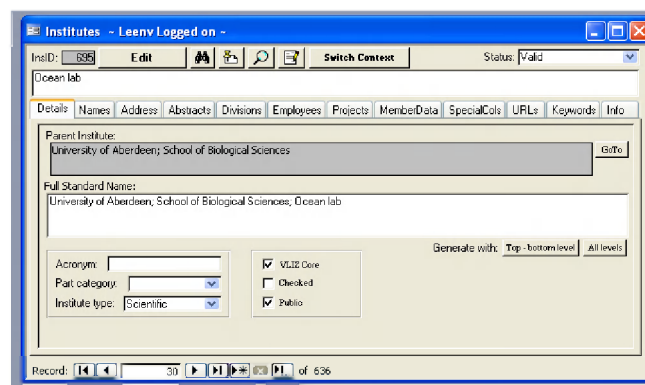 Institutes ~ Leenv Logged on ~
InsID: 695 Edit Switch Context Status: Valid
Ocean lab
Details Names Address Abstracts Divisions Employees Projects MemberData SpecialCols URLs Keywords Info
Parent Institute:
University of Aberdeen; School of Biological Sciences GoTo
Full Standard Name:
University of Aberdeen; School of Biological Sciences; Ocean lab
Generate with: Top - bottom level All levels
Acronym: VLIZ Core
Part category: Checked
Institute type: Scientific Public
Record: 30 of 636